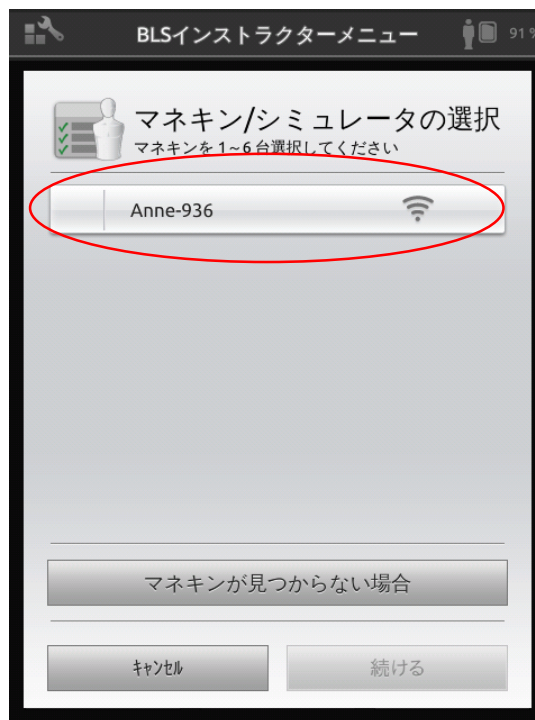 BLSインストラクターメニュー
91 %
マネキン/シミュレータの選択
マネキンを 1~6 台選択してください
Anne-936
マネキンが見つからない場合
ｷｬﾝｾﾙ
続ける